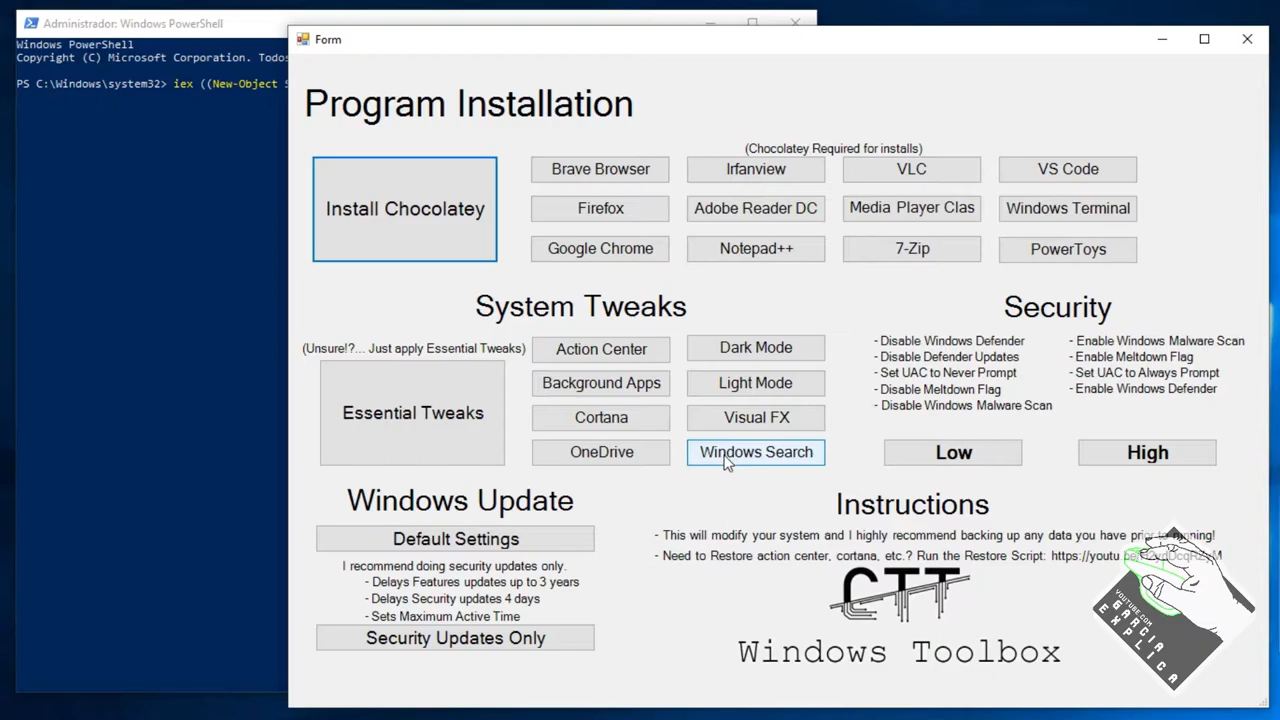 Administrador: Windows PowerShell
Windows PowerShell
Copyright (C) Microsoft Corporation. Todos
PS C:\Windows\system32> iex ((New-Object
Form
Program Installation
(Chocolatey Required for installs)
Install Chocolatey
Brave Browser
Irfanview
VLC
VS Code
Firefox
Adobe Reader DC
Media Player Clas
Windows Terminal
Google Chrome
Notepad++
7-Zip
PowerToys
System Tweaks
(Unsure!?... Just apply Essential Tweaks)
Essential Tweaks
Action Center
Dark Mode
Background Apps
Light Mode
Cortana
Visual FX
OneDrive
Windows Search
Security
- Disable Windows Defender
- Disable Defender Updates
- Set UAC to Never Prompt
- Disable Meltdown Flag
- Disable Windows Malware Scan
- Enable Windows Malware Scan
- Enable Meltdown Flag
- Set UAC to Always Prompt
- Enable Windows Defender
Low
High
Windows Update
Default Settings
I recommend doing security updates only.
- Delays Features updates up to 3 years
- Delays Security updates 4 days
- Sets Maximum Active Time
Security Updates Only
Instructions
- This will modify your system and I highly recommend backing up any data you have prior to running!
- Need to Restore action center, cortana, etc.? Run the Restore Script:
CTT
Windows Toolbox
YOUTUBE.COM
GARCIA
EXPLICA